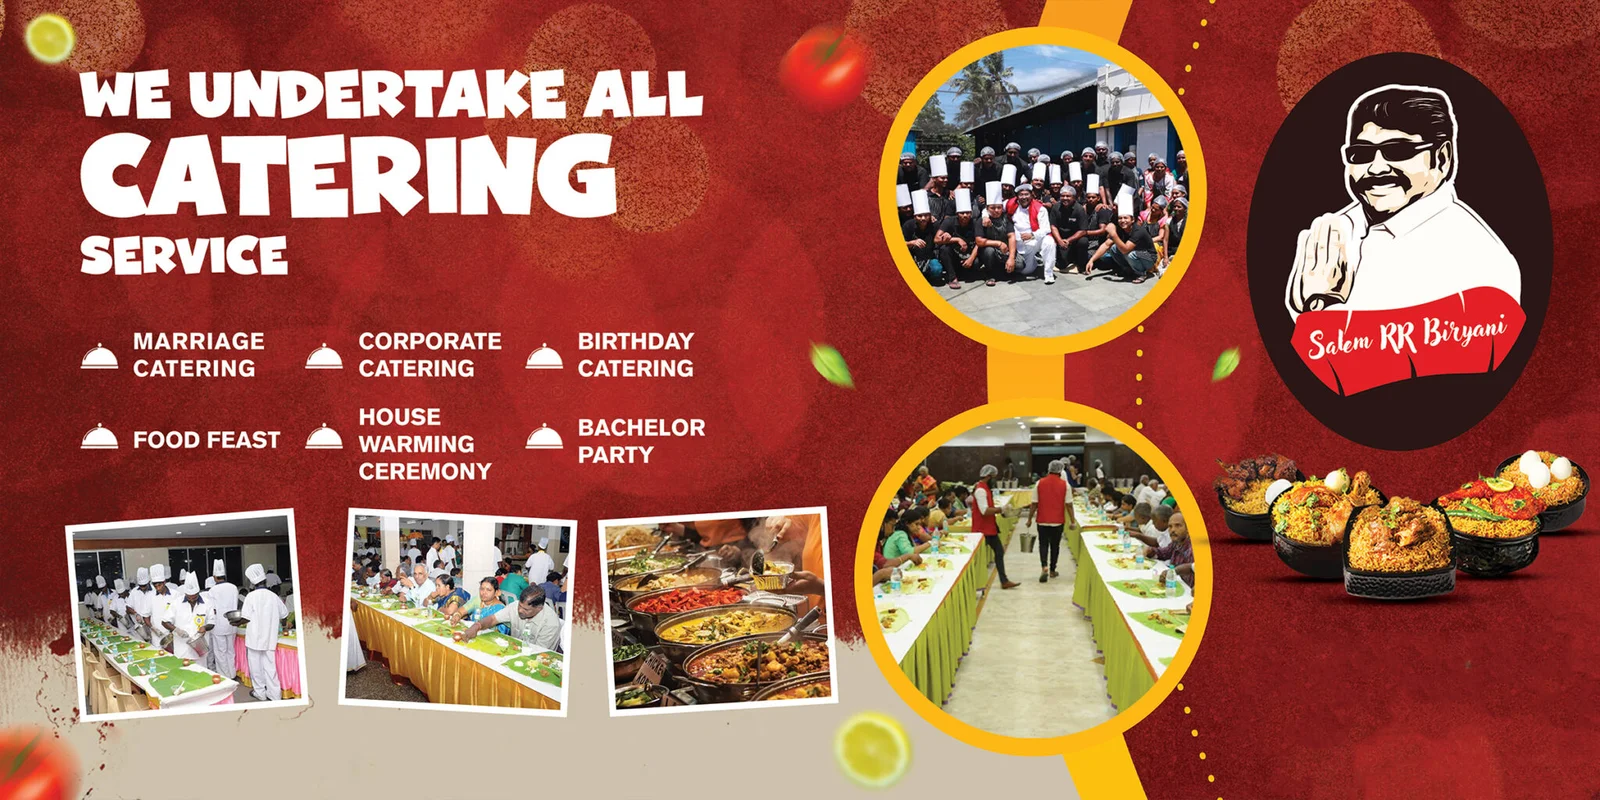 WE UNDERTAKE ALL
CATERING
SERVICE
MARRIAGE
CATERING
CORPORATE
CATERING
BIRTHDAY
CATERING
FOOD FEAST
HOUSE
WARMING
CEREMONY
BACHELOR
PARTY
Salem RR Biryani